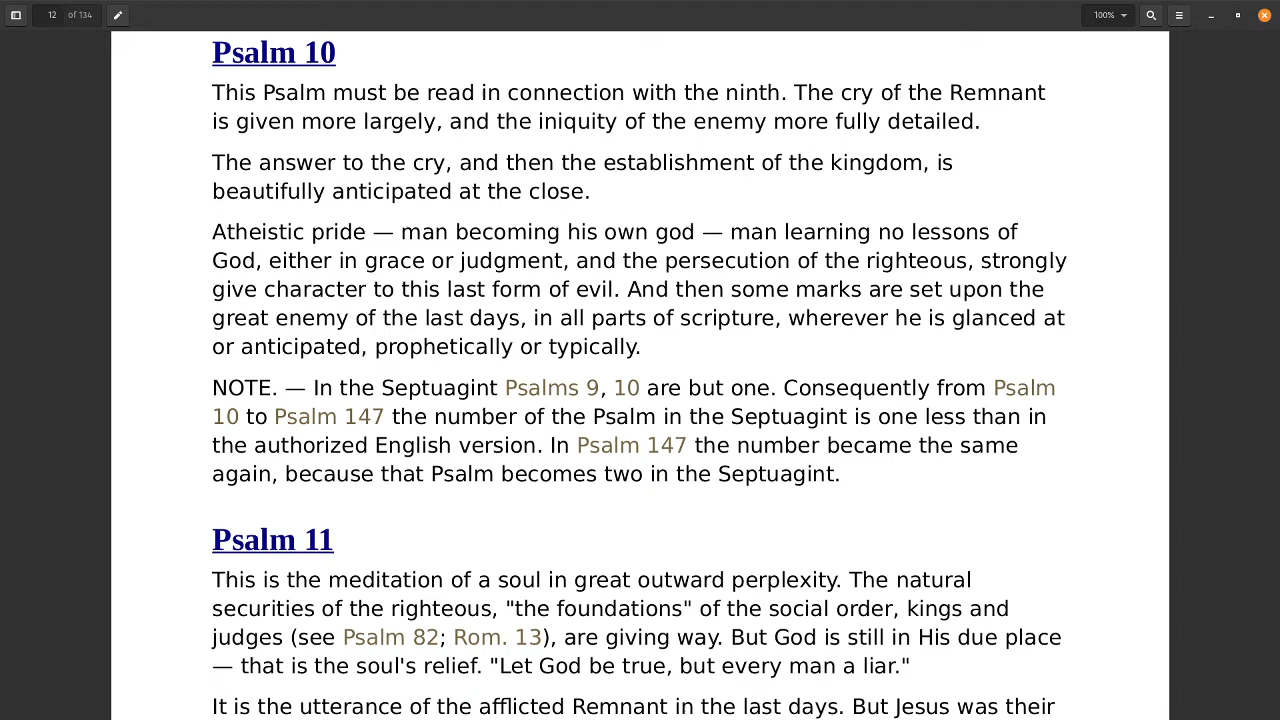 12 of 134
100%
Psalm 10
This Psalm must be read in connection with the ninth. The cry of the Remnant
is given more largely, and the iniquity of the enemy more fully detailed.
The answer to the cry, and then the establishment of the kingdom, is
beautifully anticipated at the close.
Atheistic pride — man becoming his own god — man learning no lessons of
God, either in grace or judgment, and the persecution of the righteous, strongly
give character to this last form of evil. And then some marks are set upon the
great enemy of the last days, in all parts of scripture, wherever he is glanced at
or anticipated, prophetically or typically.
NOTE. — In the Septuagint Psalms 9, 10 are but one. Consequently from Psalm
10 to Psalm 147 the number of the Psalm in the Septuagint is one less than in
the authorized English version. In Psalm 147 the number became the same
again, because that Psalm becomes two in the Septuagint.
Psalm 11
This is the meditation of a soul in great outward perplexity. The natural
securities of the righteous, "the foundations" of the social order, kings and
judges (see Psalm 82; Rom. 13), are giving way. But God is still in His due place
— that is the soul's relief. "Let God be true, but every man a liar."
It is the utterance of the afflicted Remnant in the last days. But Jesus was their